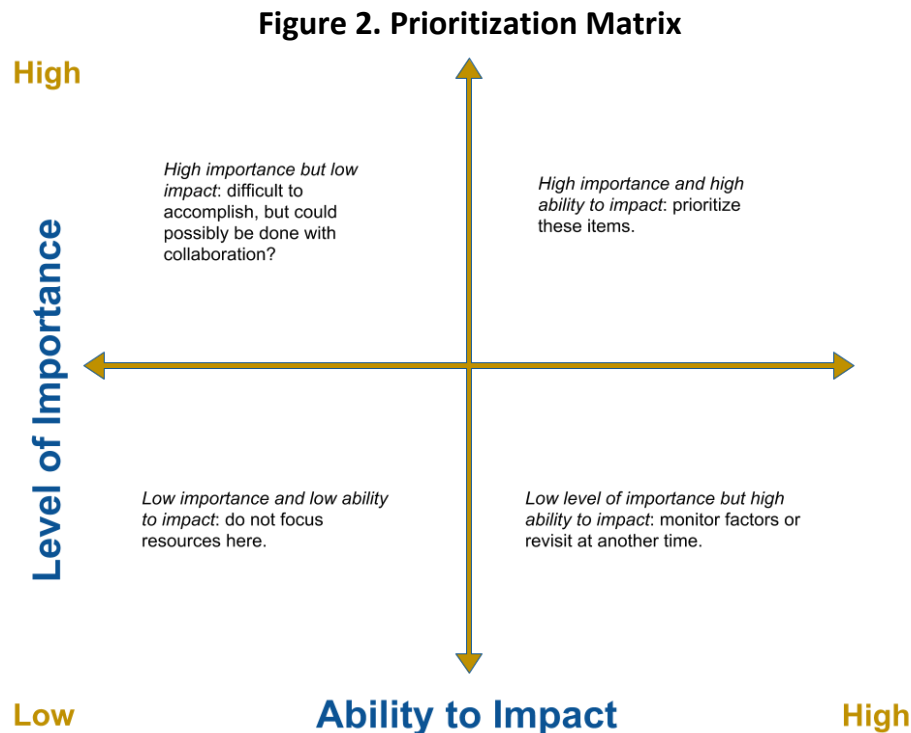 Figure 2. Prioritization Matrix
High
High importance but low
impact: difficult to
accomplish, but could
possibly be done with
collaboration?
High importance and high
ability to impact: prioritize
these items.
Level of Importance
Low importance and low ability
to impact: do not focus
resources here.
Low level of importance but high
ability to impact: monitor factors or
revisit at another time.
Low
Ability to Impact
High